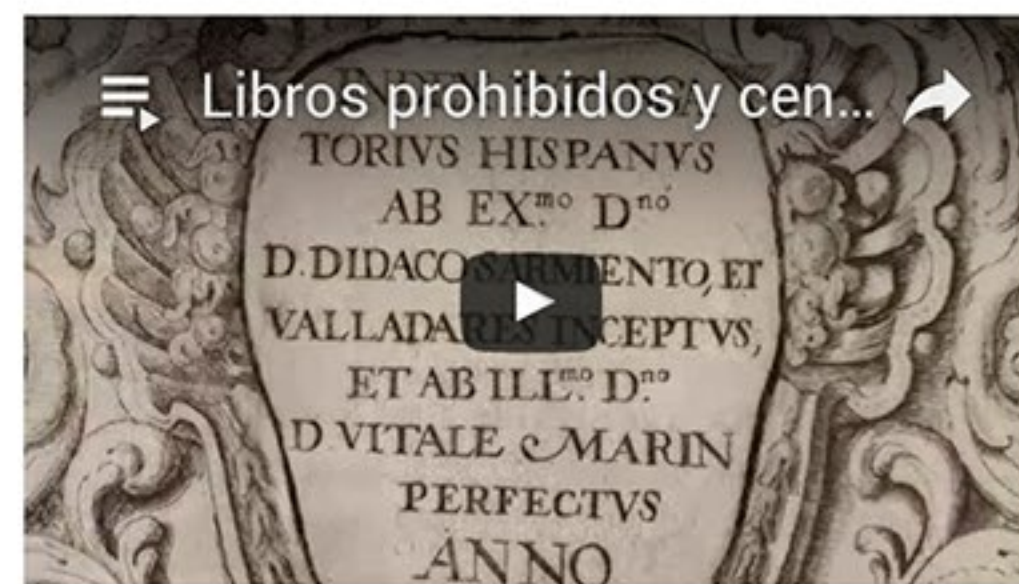 Libros prohibidos y cen...
TORIVS HISPANVS
AB EX.mo Dno
D. DIDACO SARMIENTO, ET
VALLADARES INCEPTVS,
ET AB ILL.mo D.no
D VITALE MARIN
PERFECTVS
ANNO